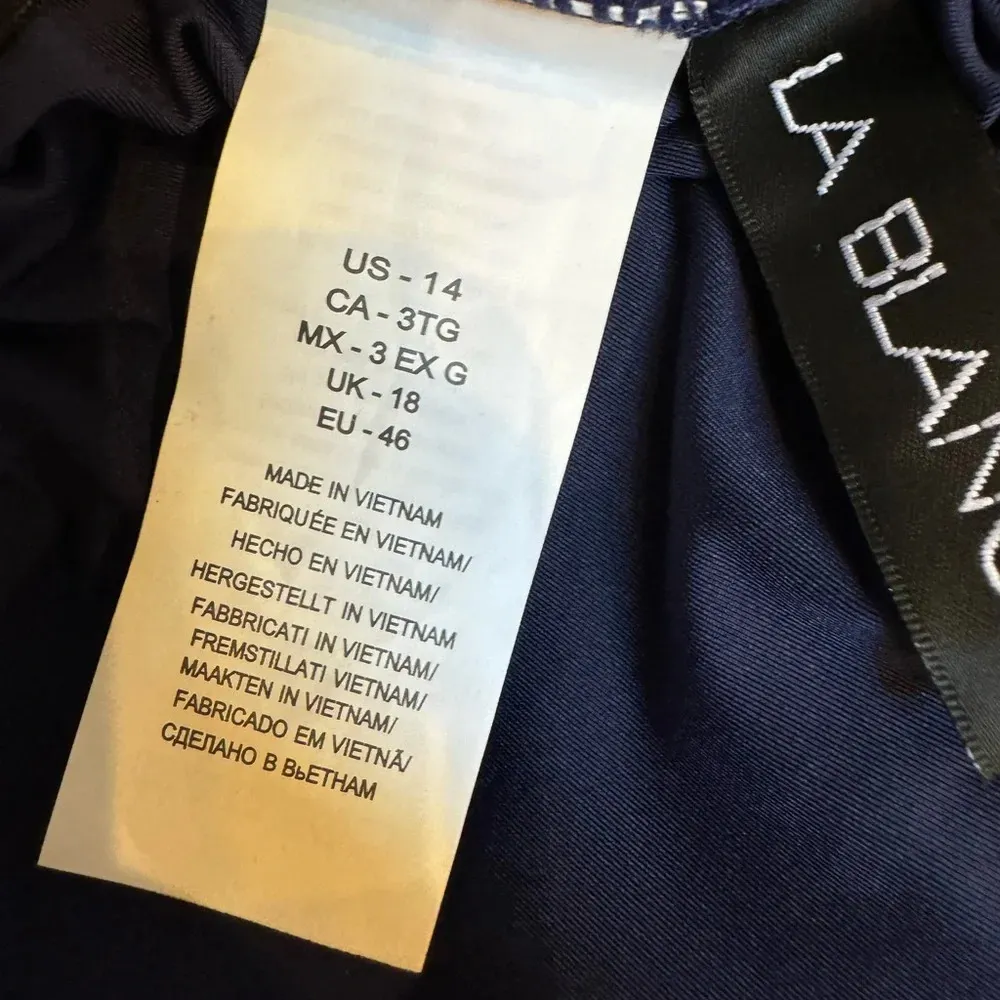 US - 14
CA - 3TG
MX - 3 EX G
UK - 18
EU - 46
MADE IN VIETNAM
FABRIQUÉE EN VIETNAM/
HECHO EN VIETNAM/
HERGESTELLT IN VIETNAM
FABBRICATI IN VIETNAM/
FREMSTILLATI VIETNAM/
MAAKTEN IN VIETNAM/
FABRICADO EM VIETNÃ/
СДЕЛАНО В ВьЕТНАМ
LA BLANC